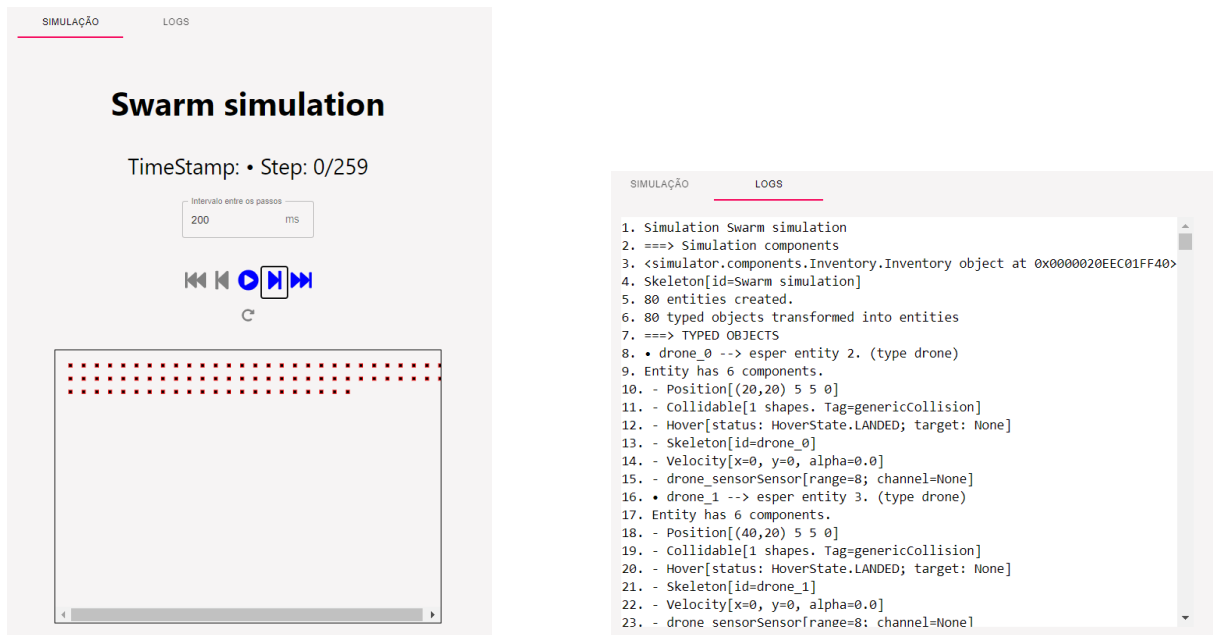 SIMULAÇÃO LOGS
Swarm simulation
TimeStamp: • Step: 0/259
Intervalo entre os passos
200 ms
SIMULAÇÃO LOGS
1. Simulation Swarm simulation
2. ===> Simulation components
3. <simulator.components.Inventory.Inventory object at 0x0000020EEC01FF40>
4. Skeleton[id=Swarm simulation]
5. 80 entities created.
6. 80 typed objects transformed into entities
7. ===> TYPED OBJECTS
8. • drone_0 --> esper entity 2. (type drone)
9. Entity has 6 components.
10. - Position[(20,20) 5 5 0]
11. - Collidable[1 shapes. Tag=genericCollision]
12. - Hover[status: HoverState.LANDED; target: None]
13. - Skeleton[id=drone_0]
14. - Velocity[x=0, y=0, alpha=0.0]
15. - drone_sensorSensor[range=8; channel=None]
16. • drone_1 --> esper entity 3. (type drone)
17. Entity has 6 components.
18. - Position[(40,20) 5 5 0]
19. - Collidable[1 shapes. Tag=genericCollision]
20. - Hover[status: HoverState.LANDED; target: None]
21. - Skeleton[id=drone_1]
22. - Velocity[x=0, y=0, alpha=0.0]
23. - drone_sensorSensor[range=8; channel=None]